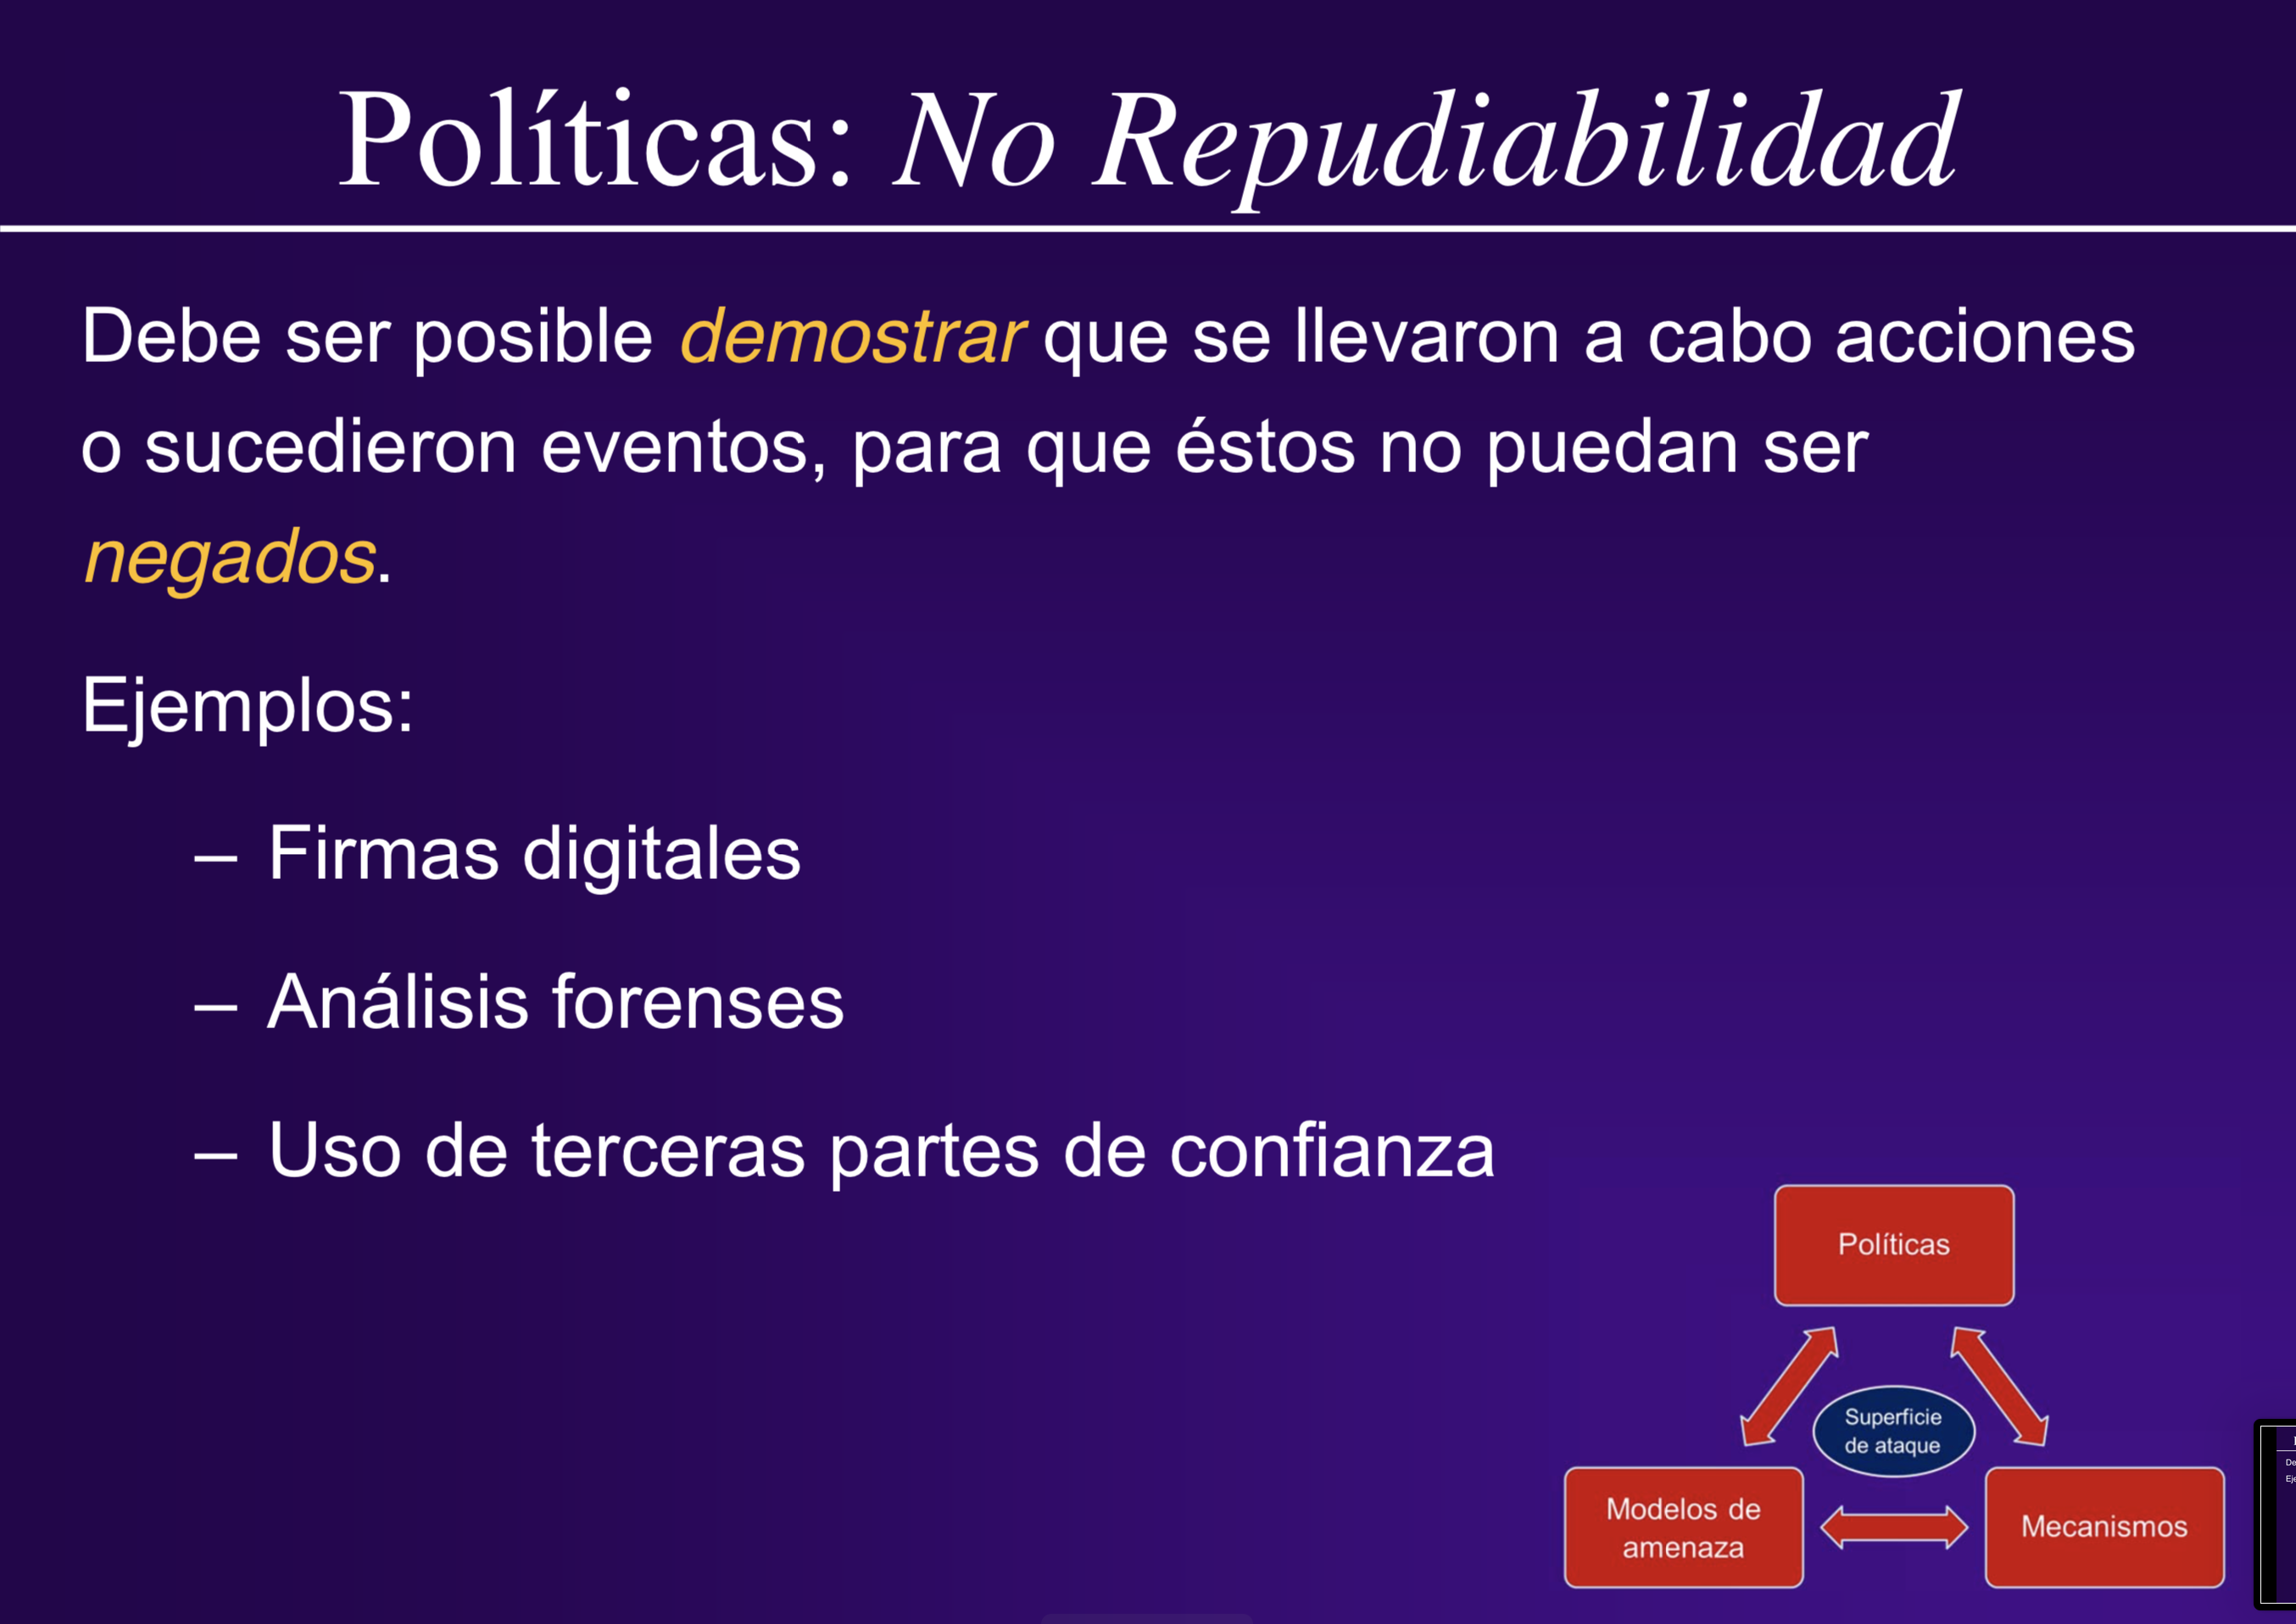 Políticas: No Repudiabilidad
Debe ser posible demostrar que se llevaron a cabo acciones
o sucedieron eventos, para que éstos no puedan ser
negados.
Ejemplos:
– Firmas digitales
– Análisis forenses
– Uso de terceras partes de confianza
Políticas
Superficie
de ataque
Modelos de
amenaza
Mecanismos